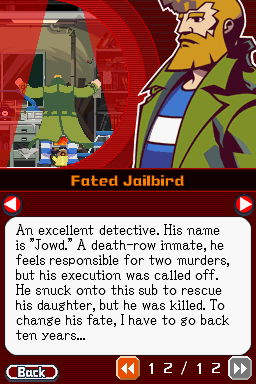 Fated Jailbird
An excellent detective. His name
is "Jowd." A death-row inmate, he
feels responsible for two murders,
but his execution was called off.
He snuck onto this sub to rescue
his daughter, but he was killed. To
change his fate, I have to go back
ten years...
Back
12/12